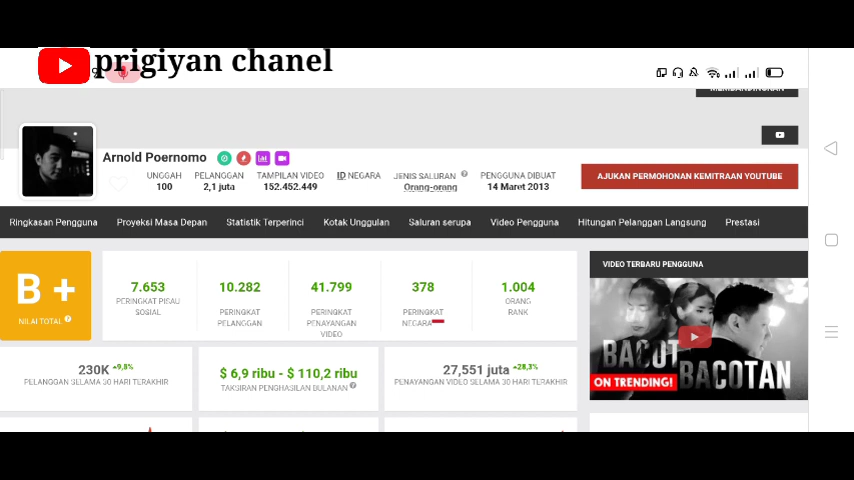 prigiyan chanel
MEMBANDINGKAN
Arnold Poernomo
UNGGAH
100
PELANGGAN
2,1 juta
TAMPILAN VIDEO
152.452.449
ID NEGARA
JENIS SALURAN ?
Orang-orang
PENGGUNA DIBUAT
14 Maret 2013
AJUKAN PERMOHONAN KEMITRAAN YOUTUBE
Ringkasan Pengguna Proyeksi Masa Depan Statistik Terperinci Kotak Unggulan Saluran serupa Video Pengguna Hitungan Pelanggan Langsung Prestasi
B +
NILAI TOTAL ?
7.653
PERINGKAT PISAU
SOSIAL
10.282
PERINGKAT
PELANGGAN
41.799
PERINGKAT
PENAYANGAN
VIDEO
378
PERINGKAT
NEGARA
1.004
ORANG
RANK
VIDEO TERBARU PENGGUNA
BACOT
BACOTAN
ON TRENDING!
230K +9,8%
PELANGGAN SELAMA 30 HARI TERAKHIR
$ 6,9 ribu - $ 110,2 ribu
TAKSIRAN PENGHASILAN BULANAN ?
27,551 juta +28,3%
PENAYANGAN VIDEO SELAMA 30 HARI TERAKHIR